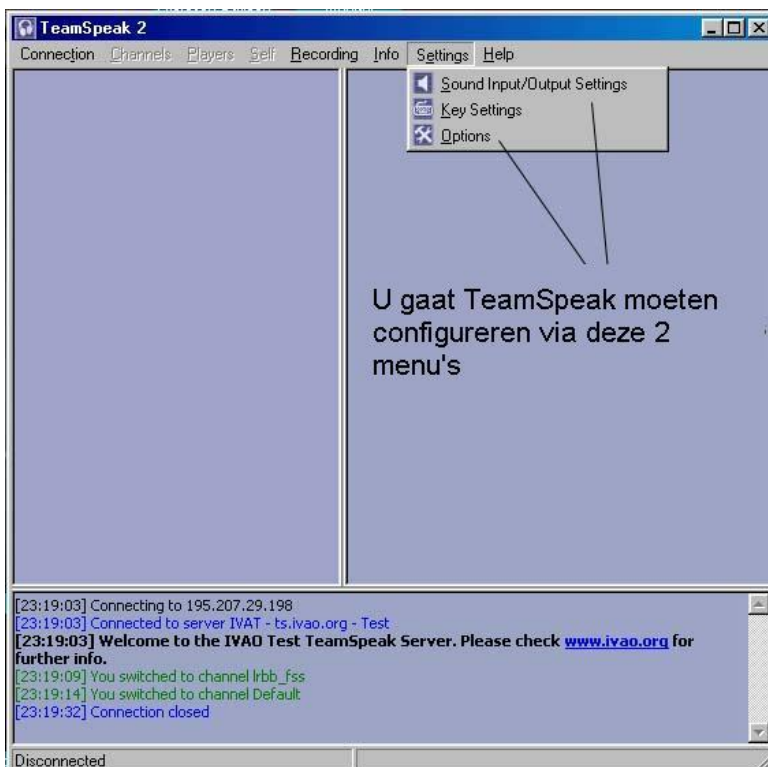 TeamSpeak 2
Connection Channels Players Self Recording Info Settings Help
Sound Input/Output Settings
Key Settings
Options
U gaat TeamSpeak moeten
configureren via deze 2
menu's
[23:19:03] Connecting to 195.207.29.198
[23:19:03] Connected to server IVAT - ts.ivao.org - Test
[23:19:03] Welcome to the IVAO Test TeamSpeak Server. Please check www.ivao.org for
further info.
[23:19:09] You switched to channel lrbb_fss
[23:19:14] You switched to channel Default
[23:19:32] Connection closed
Disconnected